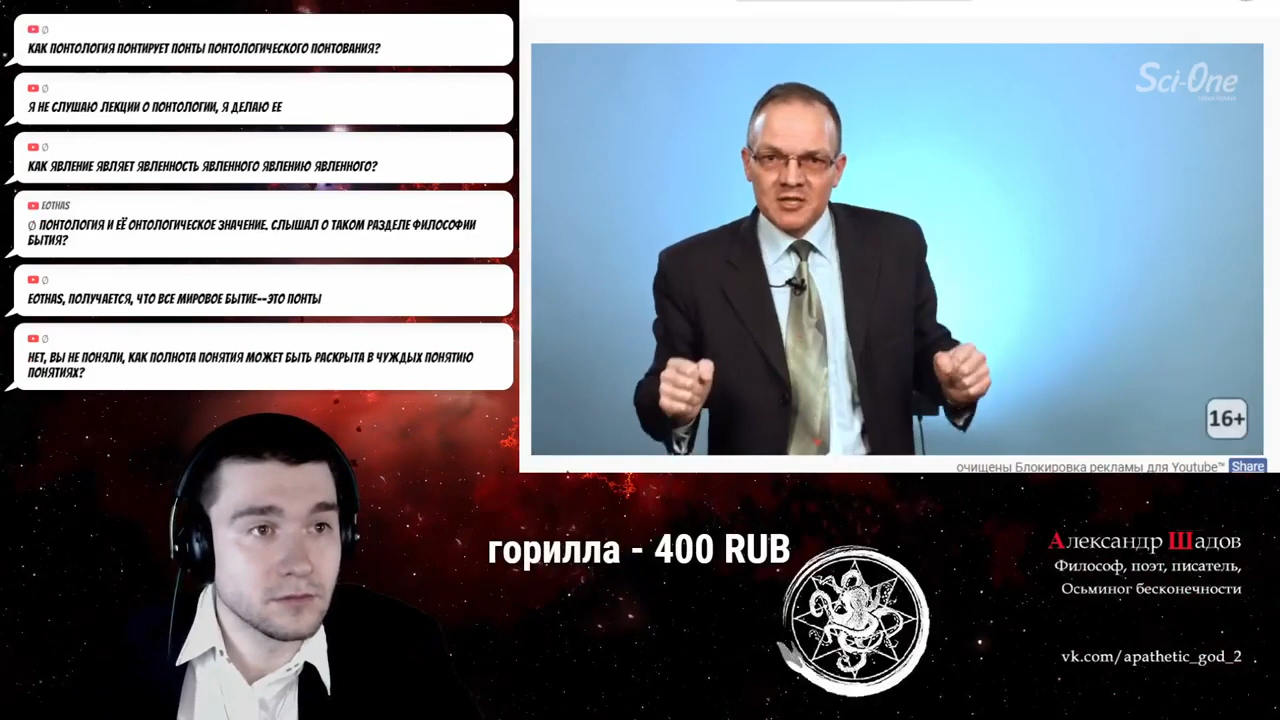 Ø
КАК ПОНТОЛОГИЯ ПОНТИРУЕТ ПОНТЫ ПОНТОЛОГИЧЕСКОГО ПОНТОВАНИЯ?
Ø
Я НЕ СЛУШАЮ ЛЕКЦИИ О ПОНТОЛОГИИ, Я ДЕЛАЮ ЕЕ
Ø
КАК ЯВЛЕНИЕ ЯВЛЯЕТ ЯВЛЕННОСТЬ ЯВЛЕННОГО ЯВЛЕНИЮ ЯВЛЕННОГО?
EOTHAS
Ø ПОНТОЛОГИЯ И ЕЁ ОНТОЛОГИЧЕСКОЕ ЗНАЧЕНИЕ. СЛЫШАЛ О ТАКОМ РАЗДЕЛЕ ФИЛОСОФИИ
БЫТИЯ?
Ø
EOTHAS, ПОЛУЧАЕТСЯ, ЧТО ВСЕ МИРОВОЕ БЫТИЕ--ЭТО ПОНТЫ
Ø
НЕТ, ВЫ НЕ ПОНЯЛИ, КАК ПОЛНОТА ПОНЯТИЯ МОЖЕТ БЫТЬ РАСКРЫТА В ЧУЖДЫХ ПОНЯТИЮ
ПОНЯТИЯХ?
Sci-One
16+
очищены Блокировка рекламы для Youtube™ Share
горилла - 400 RUB
Александр Шадов
Философ, поэт, писатель,
Осьминог бесконечности
vk.com/apathetic_god_2